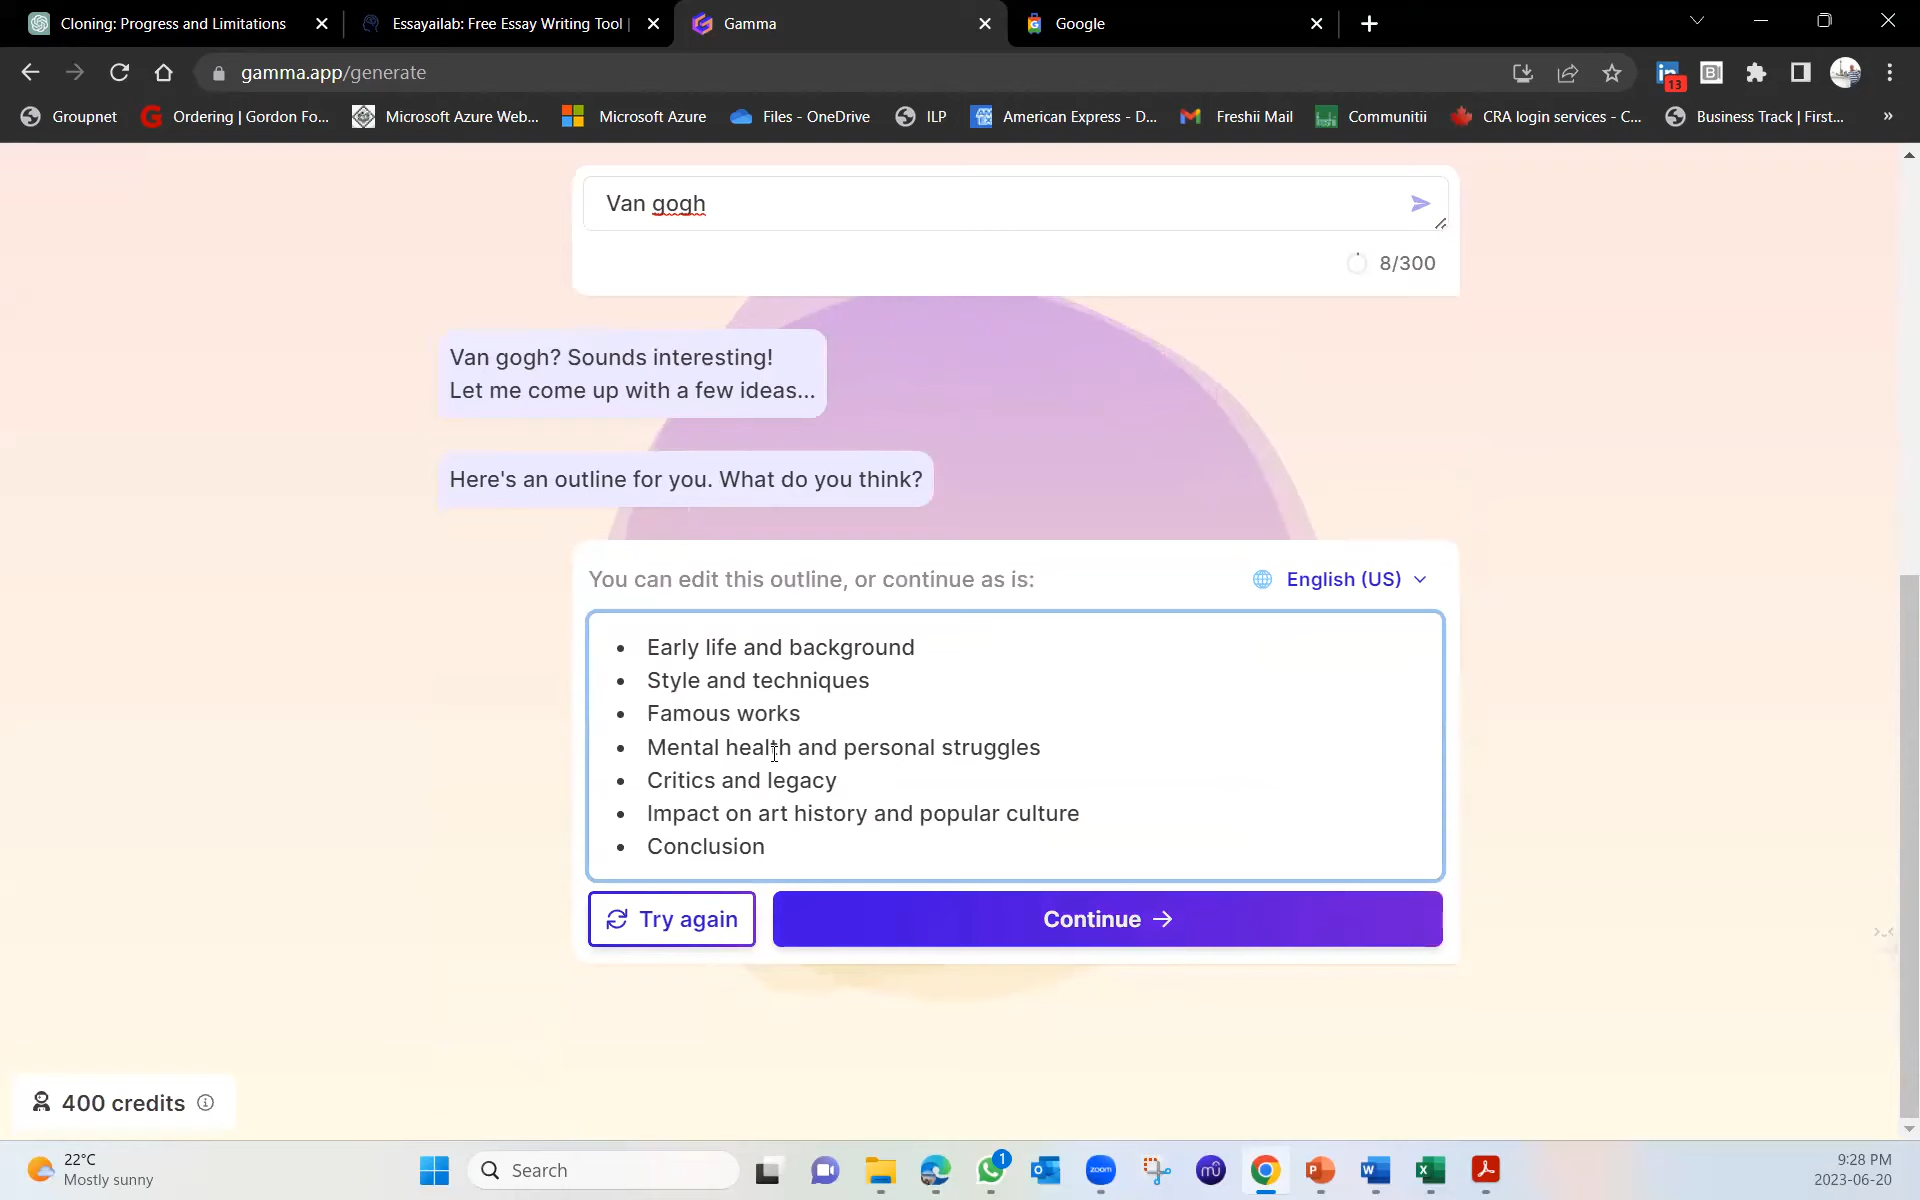 Cloning: Progress and Limitations
Essayailab: Free Essay Writing Tool |
Gamma
Google
gamma.app/generate
13
Groupnet
Ordering | Gordon Fo...
Microsoft Azure Web...
Microsoft Azure
Files - OneDrive
ILP
American Express - D...
Freshii Mail
Communitii
CRA login services - C...
Business Track | First...
»
Van gogh
8/300
Van gogh? Sounds interesting!
Let me come up with a few ideas...
Here's an outline for you. What do you think?
You can edit this outline, or continue as is:
English (US)
• Early life and background
• Style and techniques
• Famous works
• Mental health and personal struggles
• Critics and legacy
• Impact on art history and popular culture
• Conclusion
Try again
Continue →
400 credits
22°C
Mostly sunny
Search
1
zoom
9:28 PM
2023-06-20